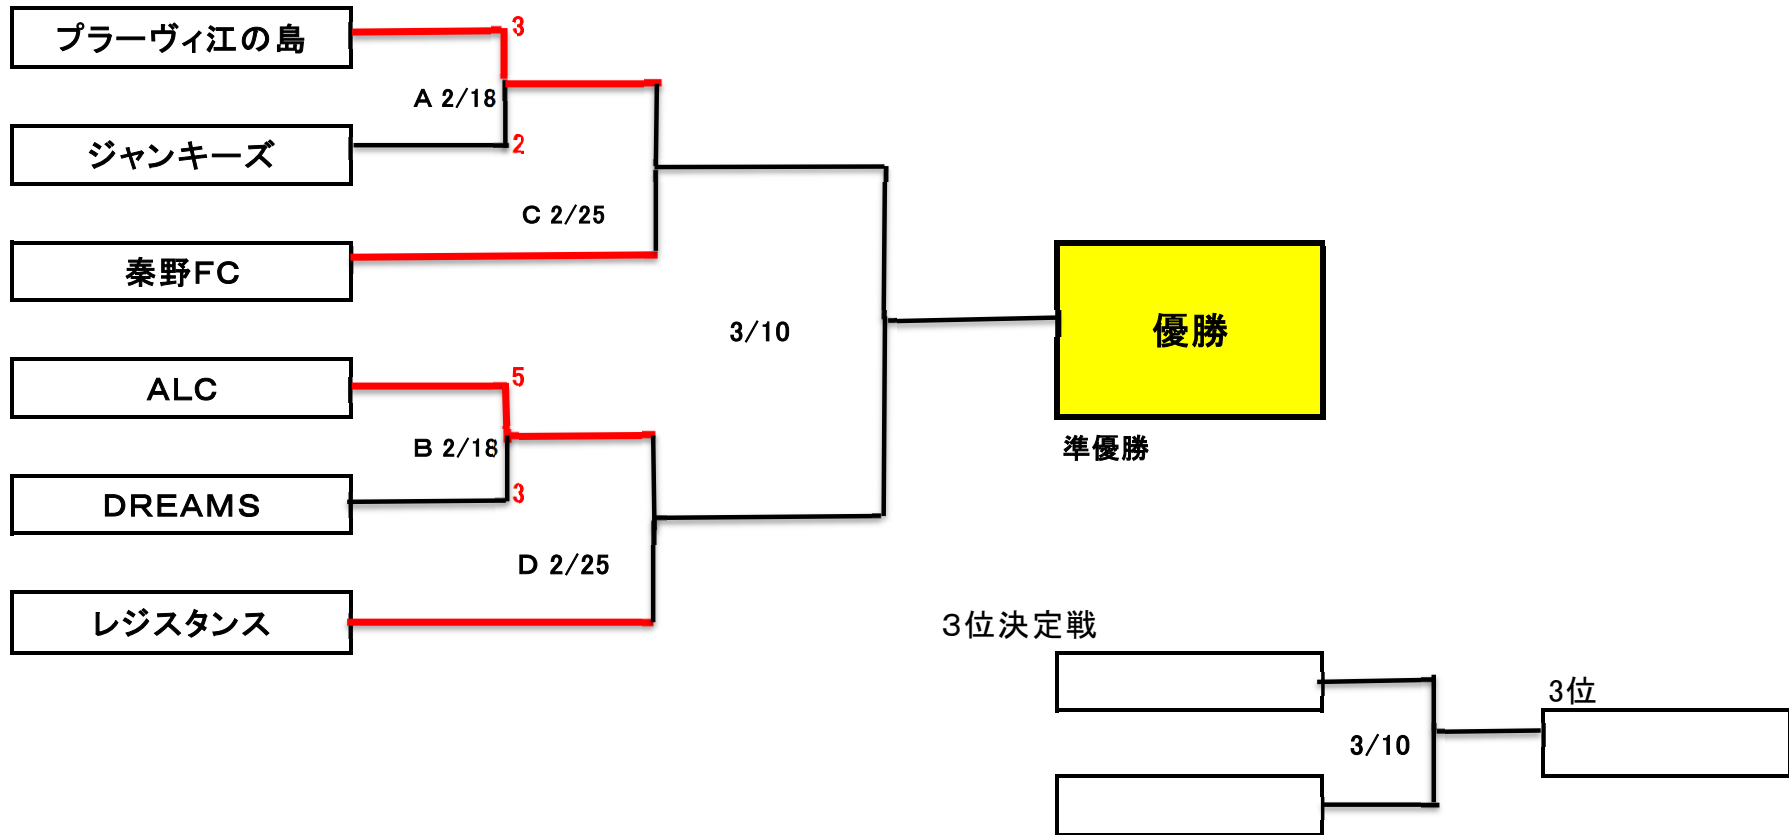 プラーヴィ江の島
3
A 2/18
ジャンキーズ
2
C 2/25
秦野FC
3/10
優勝
ALC
5
B 2/18
準優勝
DREAMS
3
D 2/25
レジスタンス
3位決定戦
3位
3/10